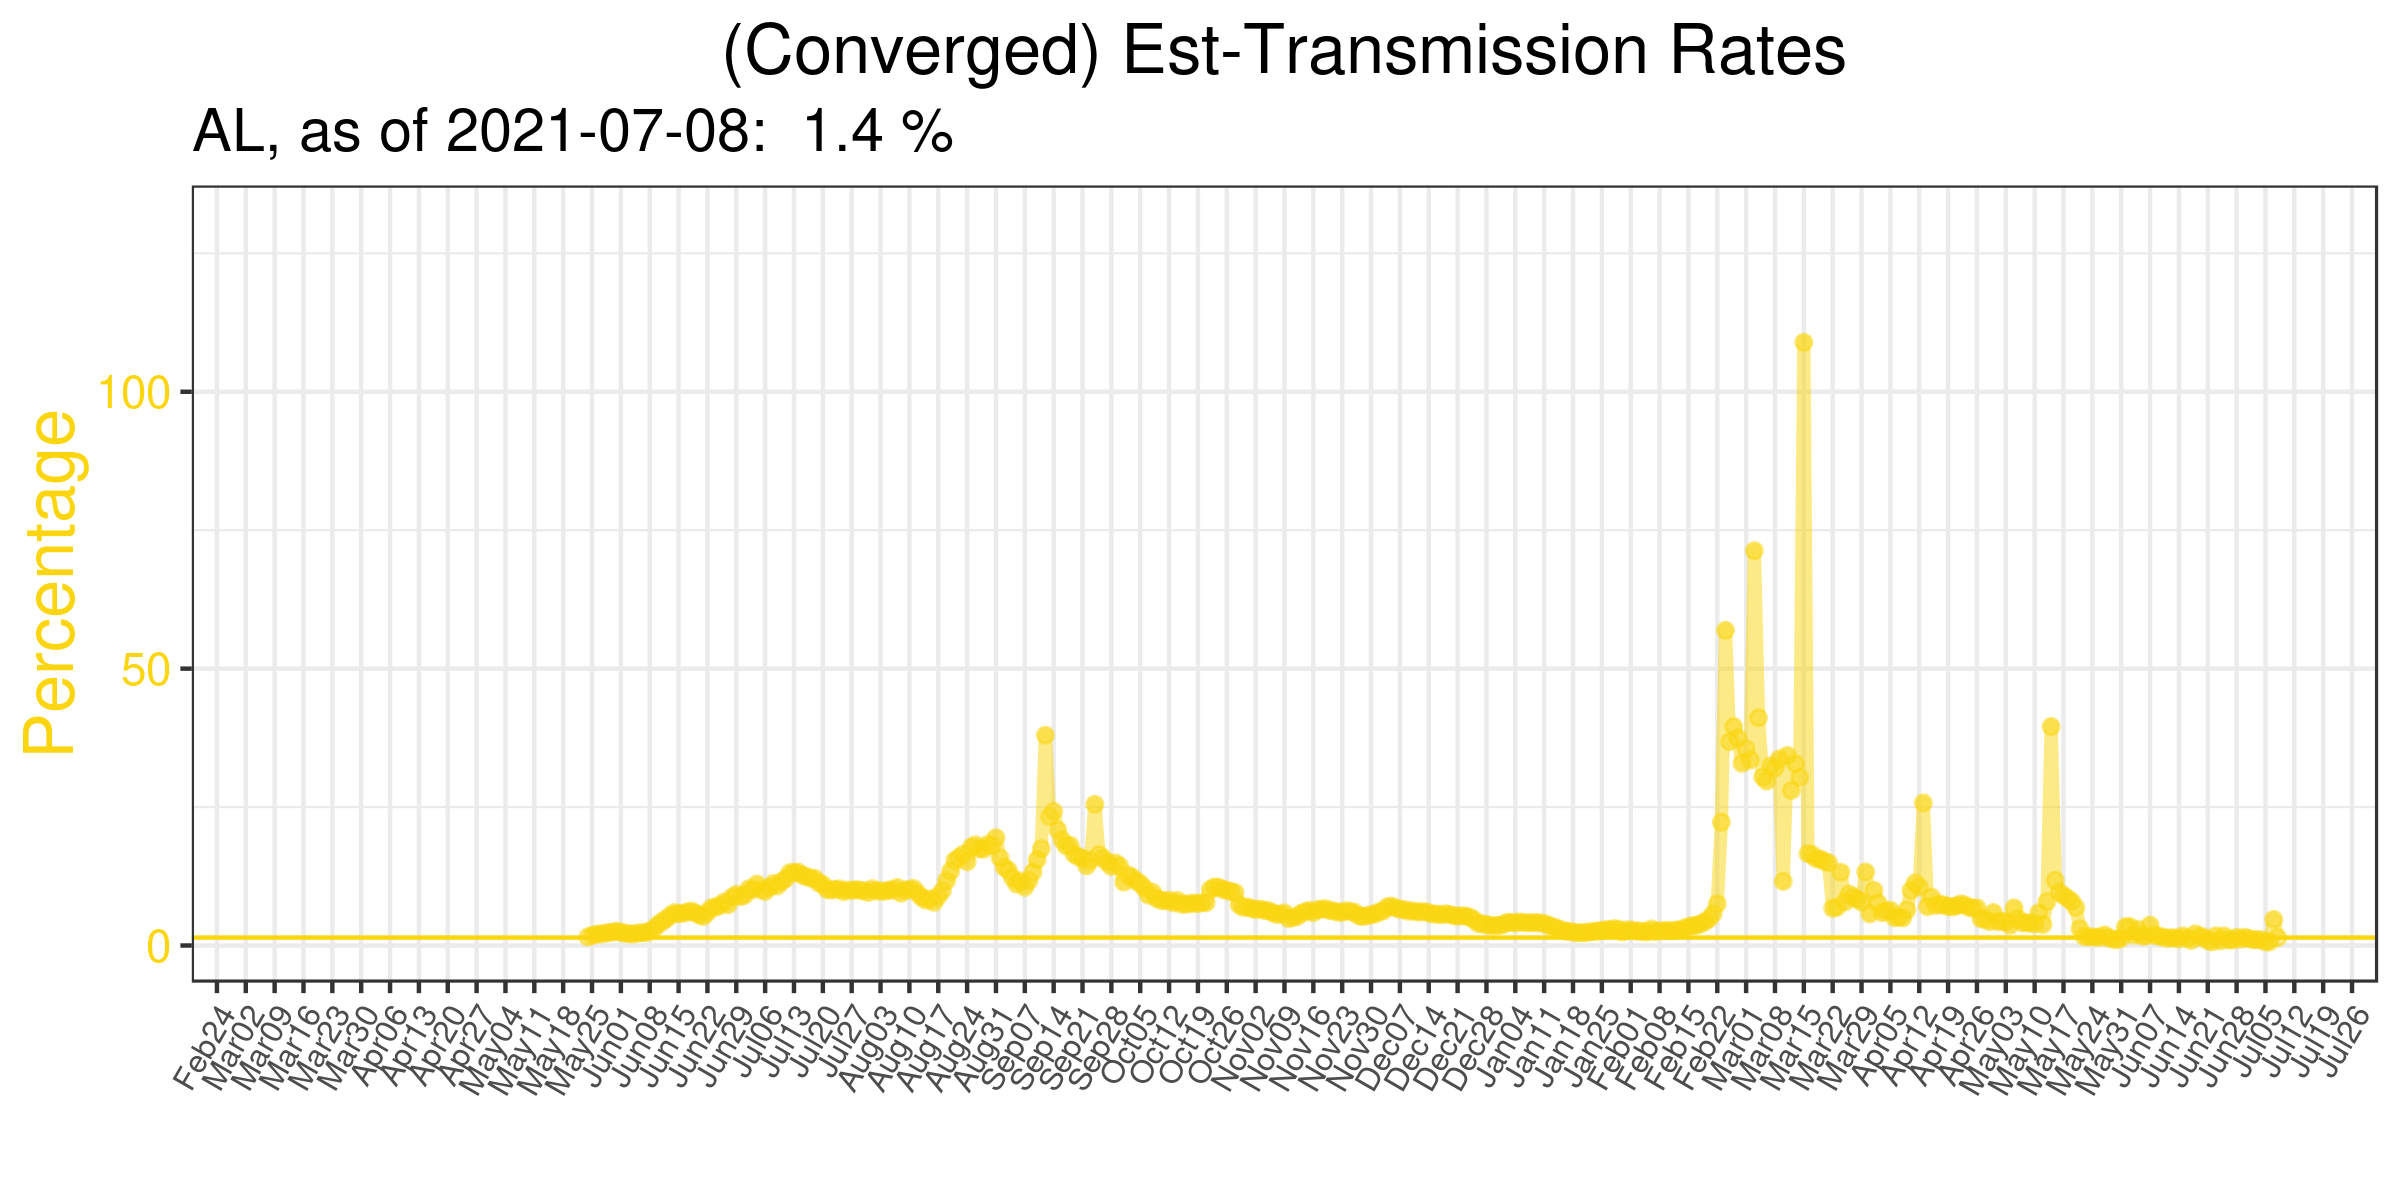 (Converged) Est-Transmission Rates
AL, as of 2021-07-08:  1.4 %
Percentage
100
50
0
Feb24
Mar02
Mar09
Mar16
Mar23
Mar30
Apr06
Apr13
Apr20
Apr27
May04
May11
May18
May25
Jun01
Jun08
Jun15
Jun22
Jun29
Jul06
Jul13
Jul20
Jul27
Aug03
Aug10
Aug17
Aug24
Aug31
Sep07
Sep14
Sep21
Sep28
Oct05
Oct12
Oct19
Oct26
Nov02
Nov09
Nov16
Nov23
Nov30
Dec07
Dec14
Dec21
Dec28
Jan04
Jan11
Jan18
Jan25
Feb01
Feb08
Feb15
Feb22
Mar01
Mar08
Mar15
Mar22
Mar29
Apr05
Apr12
Apr19
Apr26
May03
May10
May17
May24
May31
Jun07
Jun14
Jun21
Jun28
Jul05
Jul12
Jul19
Jul26